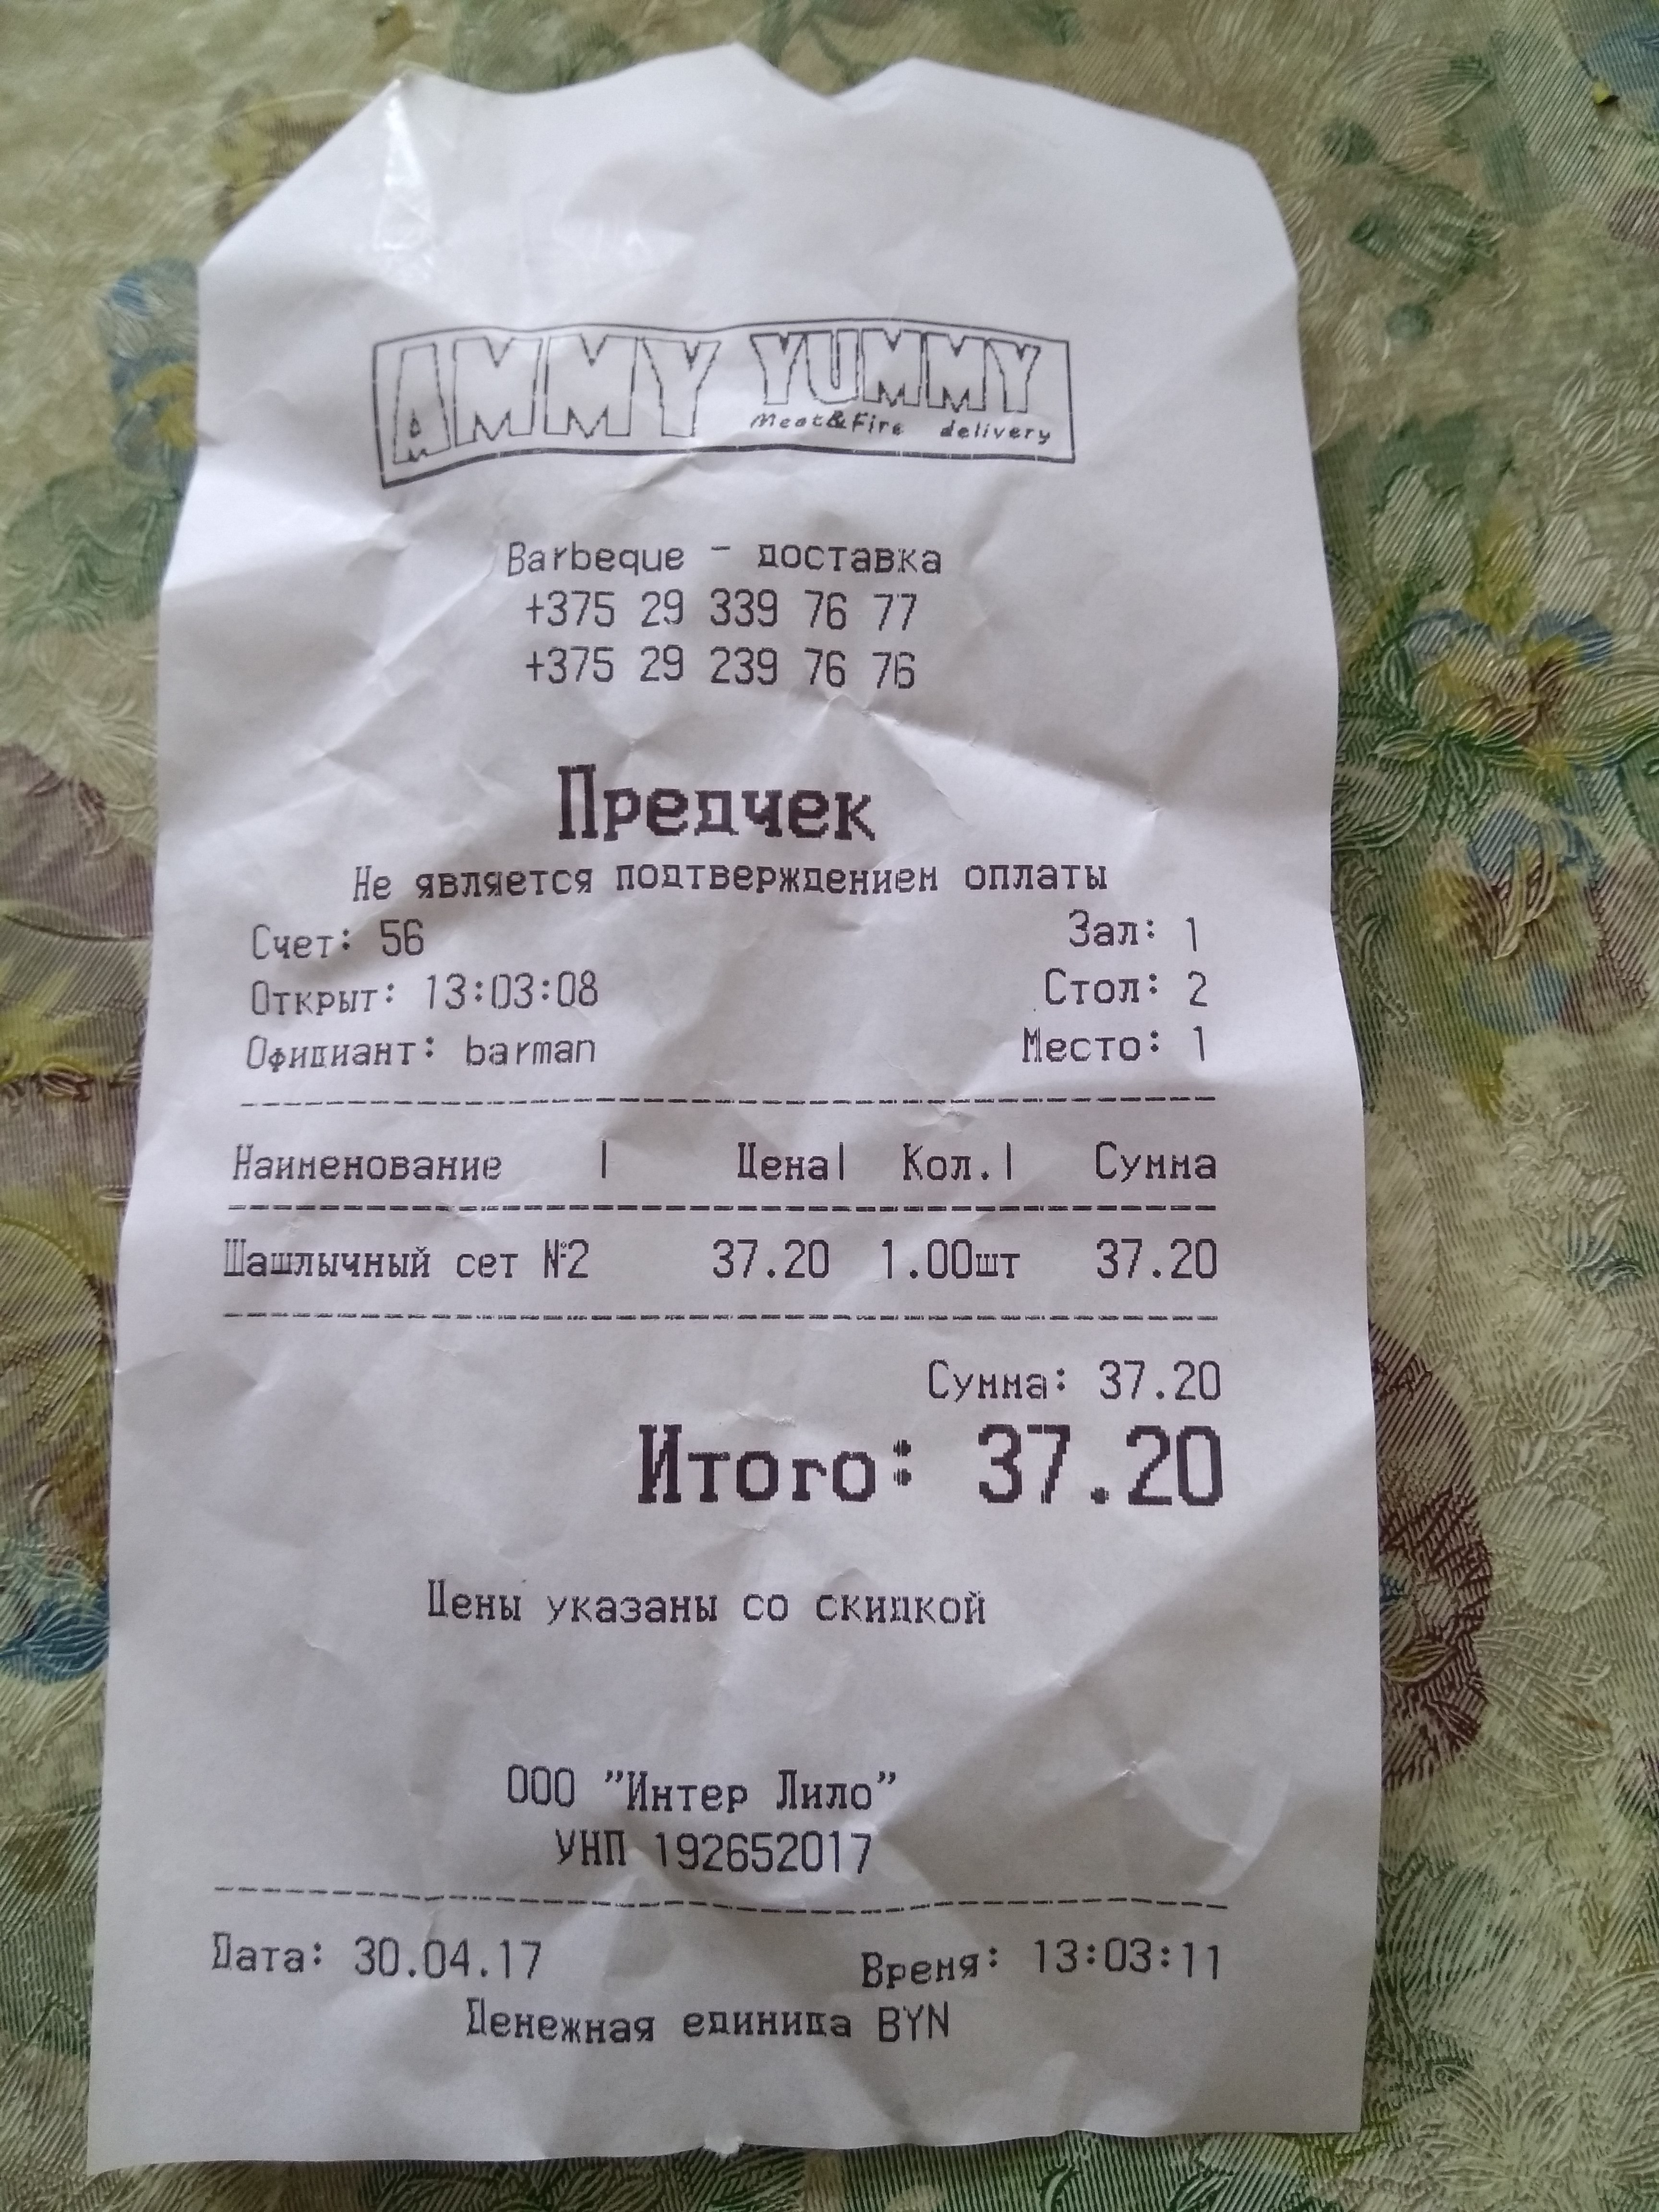 AMMY YUMMY
Meat&Fire delivery
Barbeque - доставка
+375 29 339 76 77
+375 29 239 76 76
Предчек
Не является подтверждением оплаты
Счет: 56 Зал: 1
Открыт: 13:03:08 Стол: 2
Официант: barman Место: 1
Наименование | Цена| Кол.| Сумма
Шашлычный сет №2 37.20 1.00шт 37.20
Сумма: 37.20
Итого: 37.20
Цены указаны со скидкой
ООО "Интер Лило"
УНП 192652017
Дата: 30.04.17 Время: 13:03:11
Денежная единица BYN